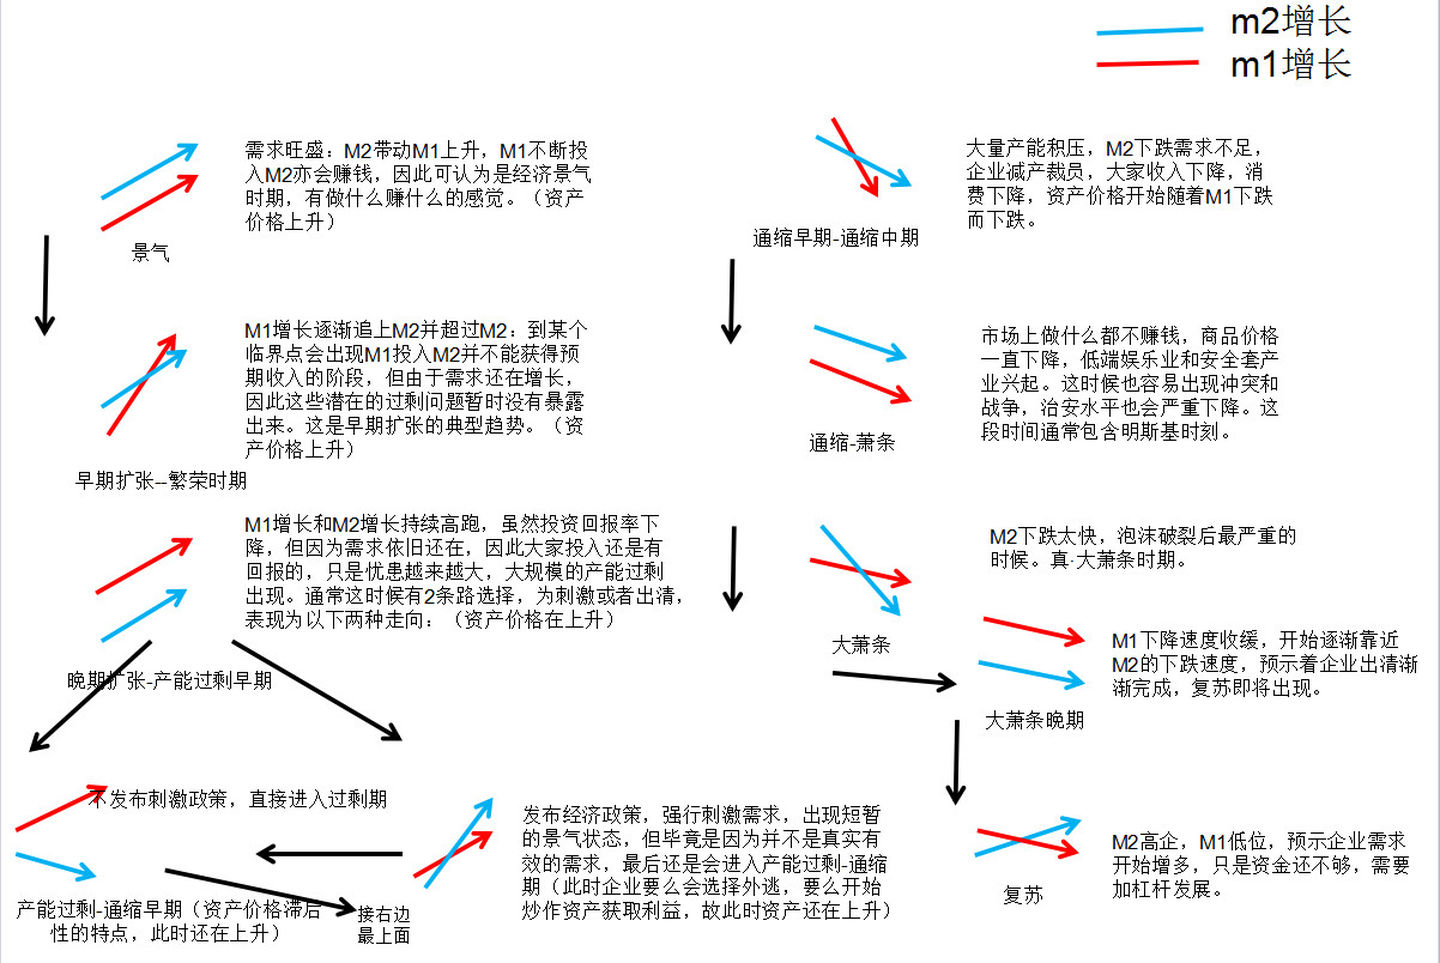 m2增长
m1增长
需求旺盛：M2带动M1上升，M1不断投
入M2亦会赚钱，因此可认为是经济景气
时期，有做什么赚什么的感觉。（资产
价格上升）
景气
M1增长逐渐追上M2并超过M2：到某个
临界点会出现M1投入M2并不能获得预
期收入的阶段，但由于需求还在增长，
因此这些潜在的过剩问题暂时没有暴露
出来。这是早期扩张的典型趋势。（资
产价格上升）
早期扩张--繁荣时期
M1增长和M2增长持续高跑，虽然投资回报率下
降，但因为需求依旧还在，因此大家投入还是有
回报的，只是忧患越来越大，大规模的产能过剩
出现。通常这时候有2条路选择，为刺激或者出清，
表现为以下两种走向：（资产价格在上升）
晚期扩张-产能过剩早期
不发布刺激政策，直接进入过剩期
产能过剩-通缩早期（资产价格滞后
性的特点，此时还在上升）
接右边
最上面
发布经济政策，强行刺激需求，出现短暂
的景气状态，但毕竟是因为并不是真实有
效的需求，最后还是会进入产能过剩-通缩
期（此时企业要么会选择外逃，要么开始
炒作资产获取利益，故此时资产还在上升）
大量产能积压，M2下跌需求不足，
企业减产裁员，大家收入下降，消
费下降，资产价格开始随着M1下跌
而下跌。
通缩早期-通缩中期
市场上做什么都不赚钱，商品价格
一直下降，低端娱乐业和安全套产
业兴起。这时候也容易出现冲突和
战争，治安水平也会严重下降。这
段时间通常包含明斯基时刻。
通缩-萧条
M2下跌太快，泡沫破裂后最严重的
时候。真·大萧条时期。
大萧条
M1下降速度收缓，开始逐渐靠近
M2的下跌速度，预示着企业出清渐
渐完成，复苏即将出现。
大萧条晚期
M2高企，M1低位，预示企业需求
开始增多，只是资金还不够，需要
加杠杆发展。
复苏